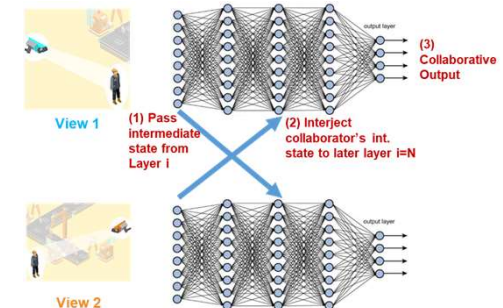 output layer
(3)
Collaborative
Output
View 1
(1) Pass
intermediate
state from
Layer i
(2) Interject
collaborator's int.
state to later layer i=N
output layer
View 2